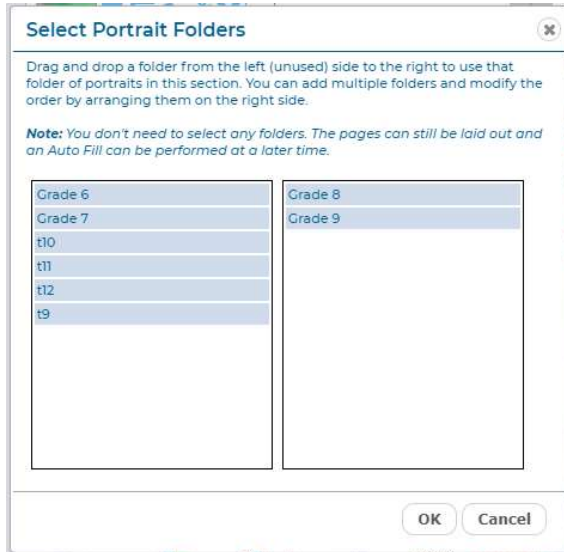 Select Portrait Folders
Drag and drop a folder from the left (unused) side to the right to use that
folder of portraits in this section. You can add multiple folders and modify the
order by arranging them on the right side.
Note: You don't need to select any folders. The pages can still be laid out and
an Auto Fill can be performed at a later time.
Grade 6
Grade 7
t10
t11
t12
t9
Grade 8
Grade 9
OK
Cancel